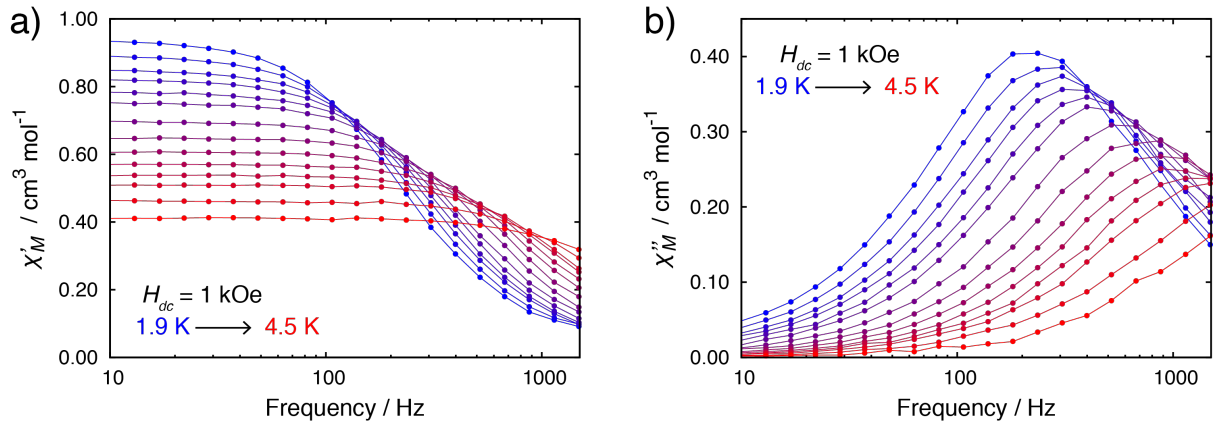 a)
1.00
0.80
0.60
0.40
0.20
0.00
χ′M / cm³ mol⁻¹
Hdc = 1 kOe
1.9 K ⟶ 4.5 K
10 100 1000
Frequency / Hz
b)
0.40
0.30
0.20
0.10
0.00
χ″M / cm³ mol⁻¹
Hdc = 1 kOe
1.9 K ⟶ 4.5 K
10 100 1000
Frequency / Hz